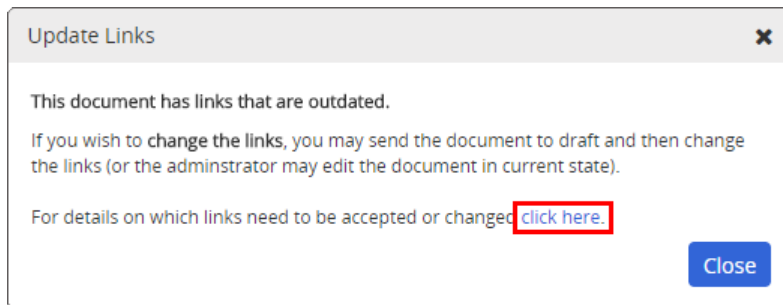 Update Links
This document has links that are outdated.
If you wish to change the links, you may send the document to draft and then change
the links (or the adminstrator may edit the document in current state).
For details on which links need to be accepted or changed click here.
Close